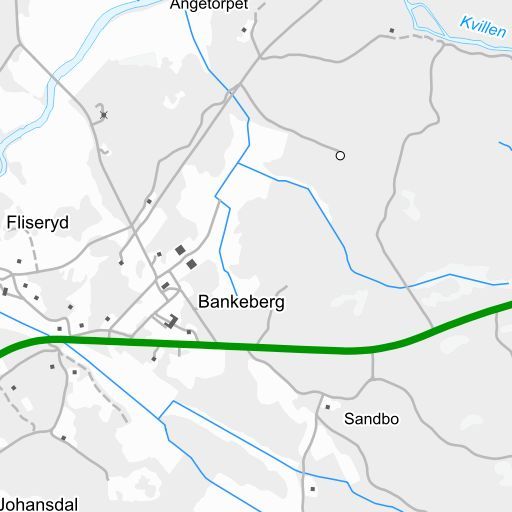 Angetorpet
Kvillen
Fliseryd
Bankeberg
Sandbo
Johansdal